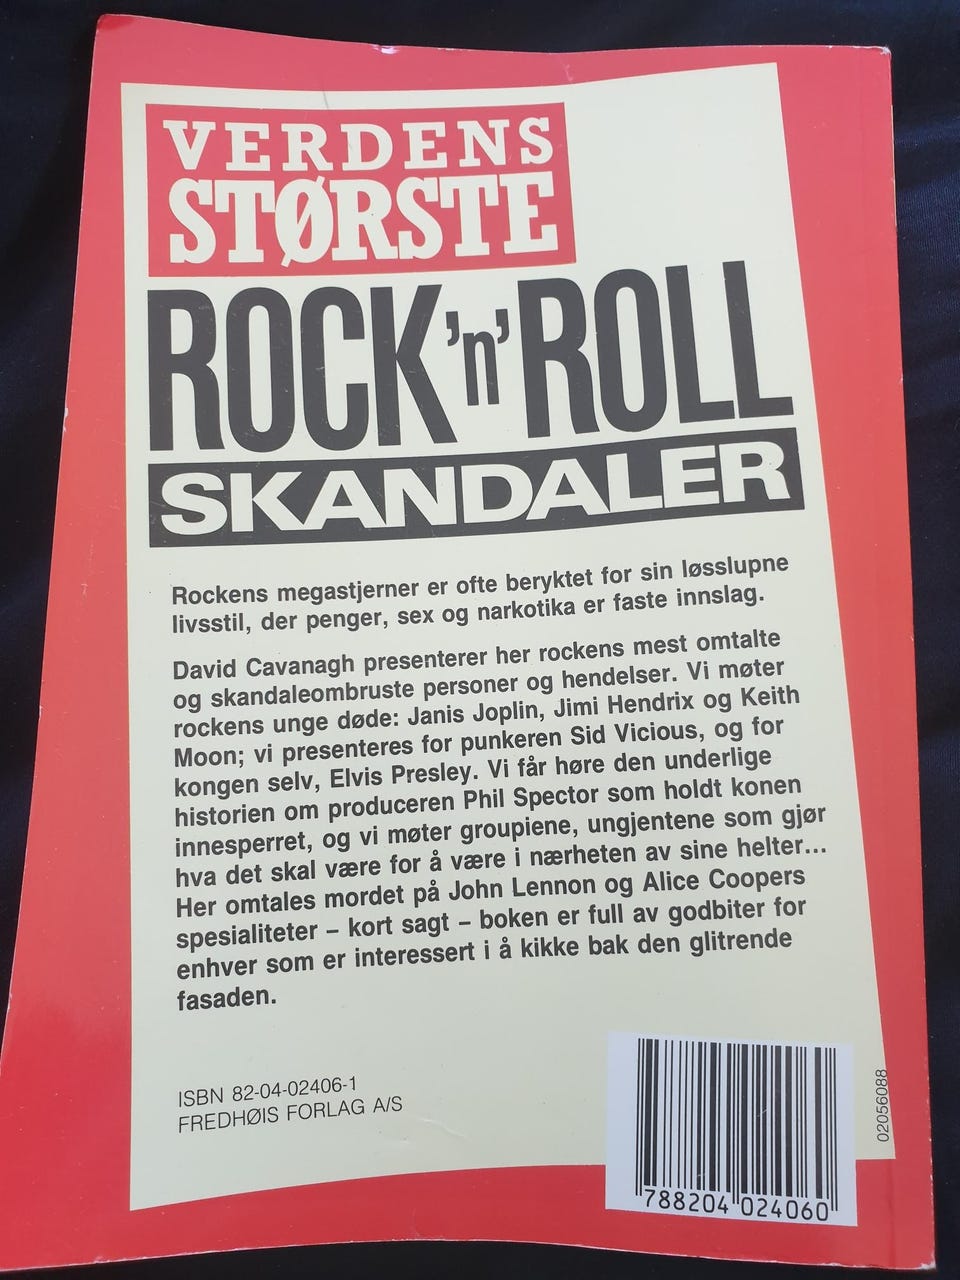 VERDENS
STØRSTE
ROCK 'n' ROLL
SKANDALER
Rockens megastjerner er ofte beryktet for sin løsslupne
livsstil, der penger, sex og narkotika er faste innslag.
David Cavanagh presenterer her rockens mest omtalte
og skandaleombruste personer og hendelser. Vi møter
rockens unge døde: Janis Joplin, Jimi Hendrix og Keith
Moon; vi presenteres for punkeren Sid Vicious, og for
kongen selv, Elvis Presley. Vi får høre den underlige
historien om produceren Phil Spector som holdt konen
innesperret, og vi møter groupiene, ungjentene som gjør
hva det skal være for å være i nærheten av sine helter...
Her omtales mordet på John Lennon og Alice Coopers
spesialiteter – kort sagt – boken er full av godbiter for
enhver som er interessert i å kikke bak den glitrende
fasaden.
ISBN 82-04-02406-1
FREDHØIS FORLAG A/S
02056088
788204 024060